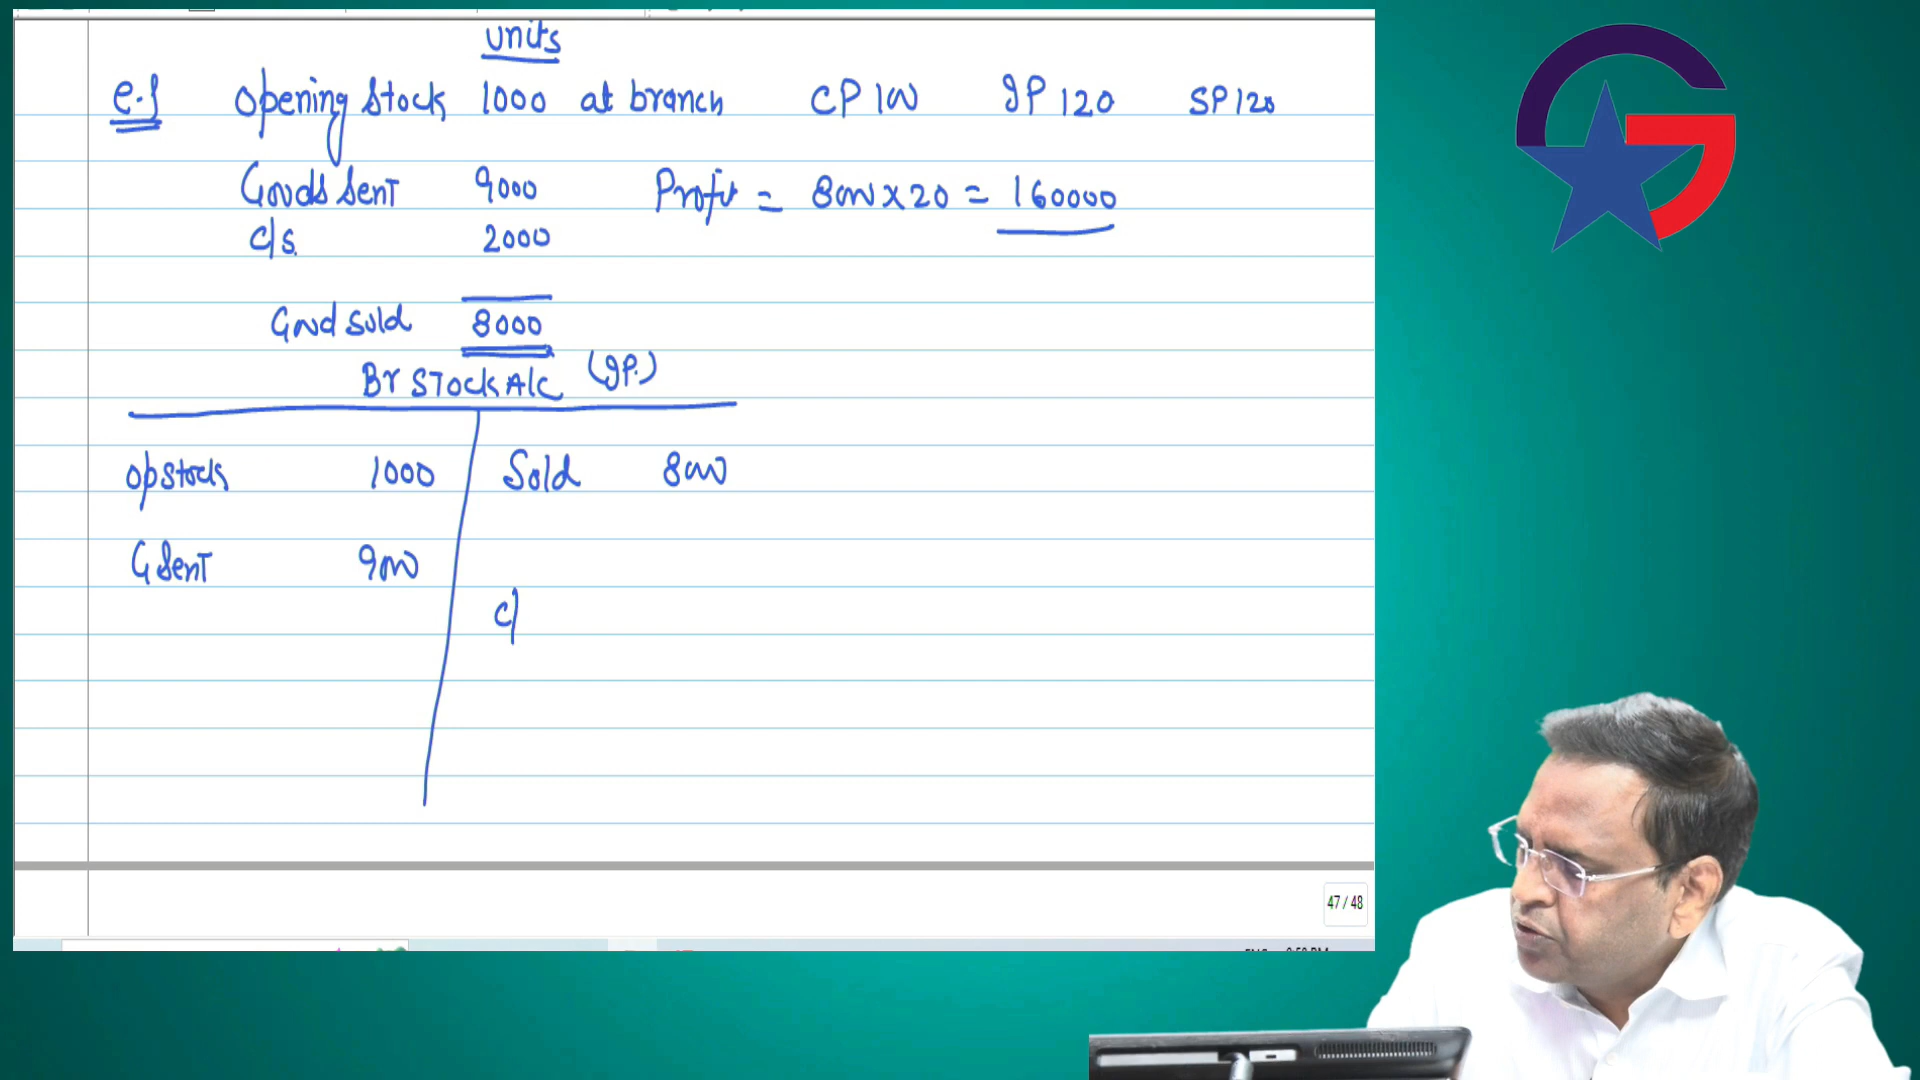 units
e.g Opening Stock 1000 at branch CP 100 IP 120 SP 120
Goods Sent 9000 Profit = 8000 x 20 = 160000
c/s. 2000
Good Sold 8000
Br Stock A/c (IP.)
Op Stock 1000 Sold 8000
G Sent 9000
c/
47 / 48